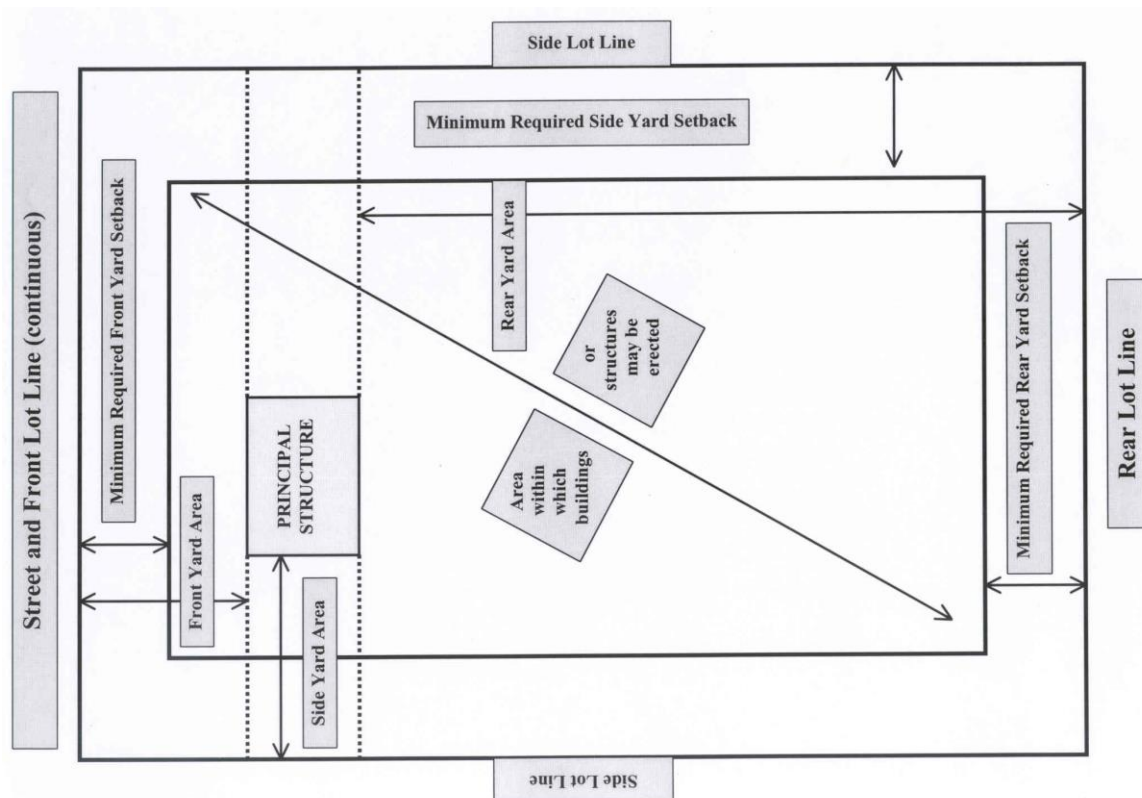 Side Lot Line
Minimum Required Side Yard Setback
Street and Front Lot Line (continuous)
Minimum Required Front Yard Setback
Front Yard Area
PRINCIPAL
STRUCTURE
Side Yard Area
Rear Yard Area
Area
within
which
buildings
or
structures
may be
erected
Minimum Required Rear Yard Setback
Rear Lot Line
Side Lot Line